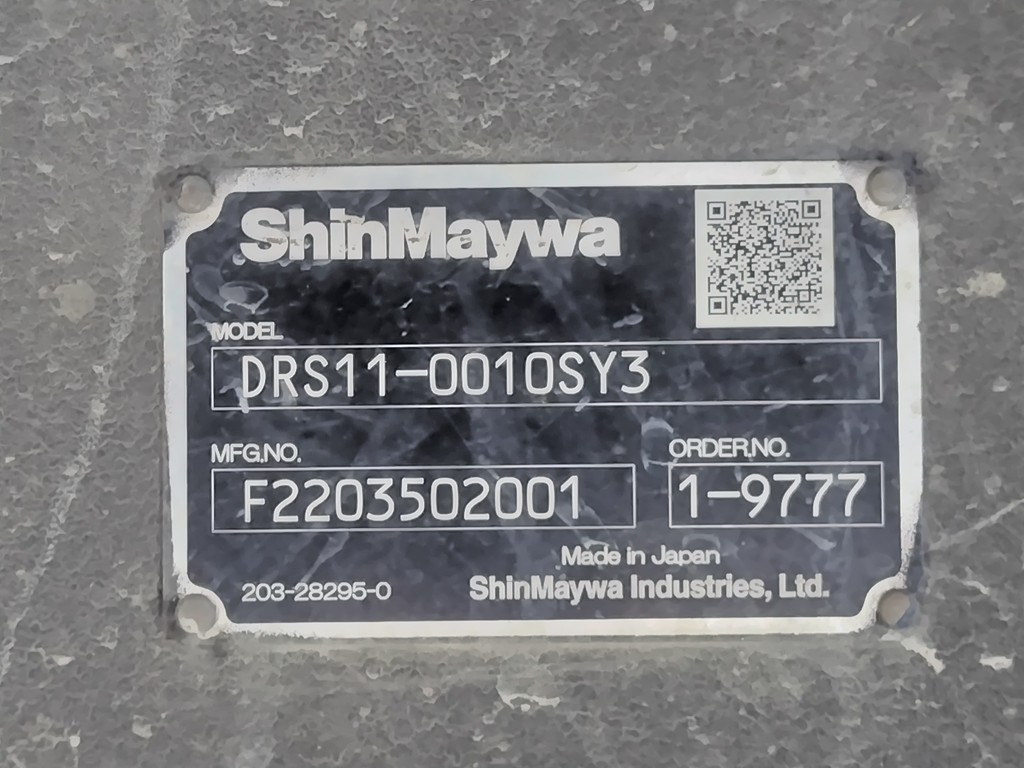 ShinMaywa
MODEL
DRS11-0010SY3
MFG.NO. ORDER.NO.
F2203502001 1-9777
Made in Japan
203-28295-0 ShinMaywa Industries, Ltd.